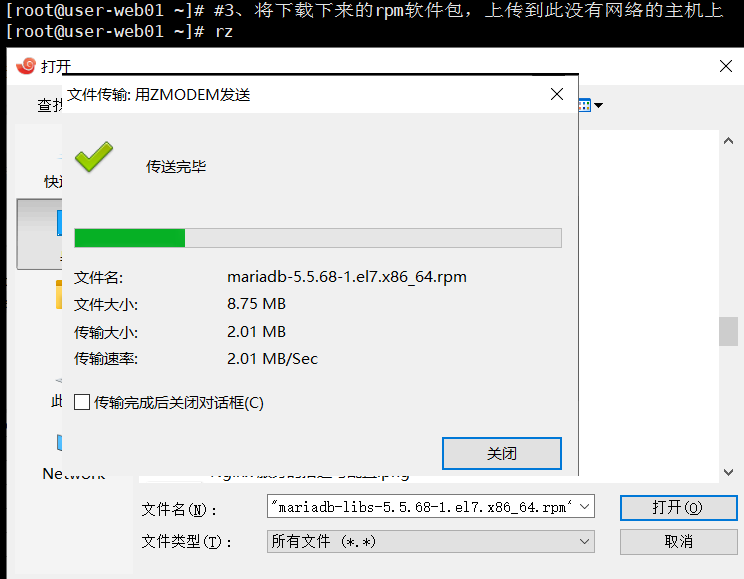 [root@user-web01 ~]# #3、将下载下来的rpm软件包，上传到此没有网络的主机上
[root@user-web01 ~]# rz
打开
文件传输: 用ZMODEM发送
传送完毕
文件名: mariadb-5.5.68-1.el7.x86_64.rpm
文件大小: 8.75 MB
传输大小: 2.01 MB
传输速率: 2.01 MB/Sec
传输完成后关闭对话框(C)
关闭
Network
文件名(N)： "mariadb-libs-5.5.68-1.el7.x86_64.rpm"
打开(O)
文件类型(T)： 所有文件 (*.*)
取消